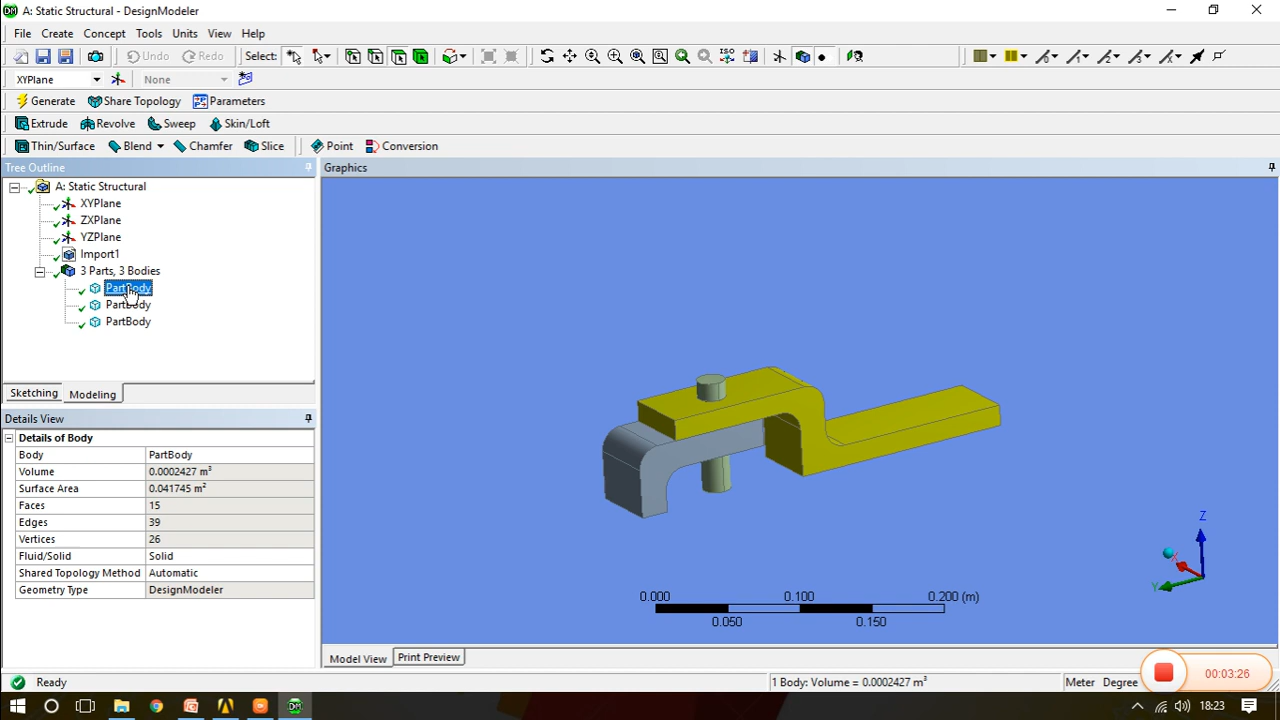 A: Static Structural - DesignModeler
File Create Concept Tools Units View Help
Undo Redo Select:
XYPlane None
Generate Share Topology Parameters
Extrude Revolve Sweep Skin/Loft
Thin/Surface Blend Chamfer Slice Point Conversion
Tree Outline
Graphics
A: Static Structural
XYPlane
ZXPlane
YZPlane
Import1
3 Parts, 3 Bodies
PartBody
PartBody
PartBody
Sketching Modeling
Details View
Details of Body
Body PartBody
Volume 0.0002427 m³
Surface Area 0.041745 m²
Faces 15
Edges 39
Vertices 26
Fluid/Solid Solid
Shared Topology Method Automatic
Geometry Type DesignModeler
Z
X
Y
0.000 0.100 0.200 (m)
0.050 0.150
Model View Print Preview
Ready
1 Body: Volume = 0.0002427 m³
Meter Degree
00:03:26
18:23